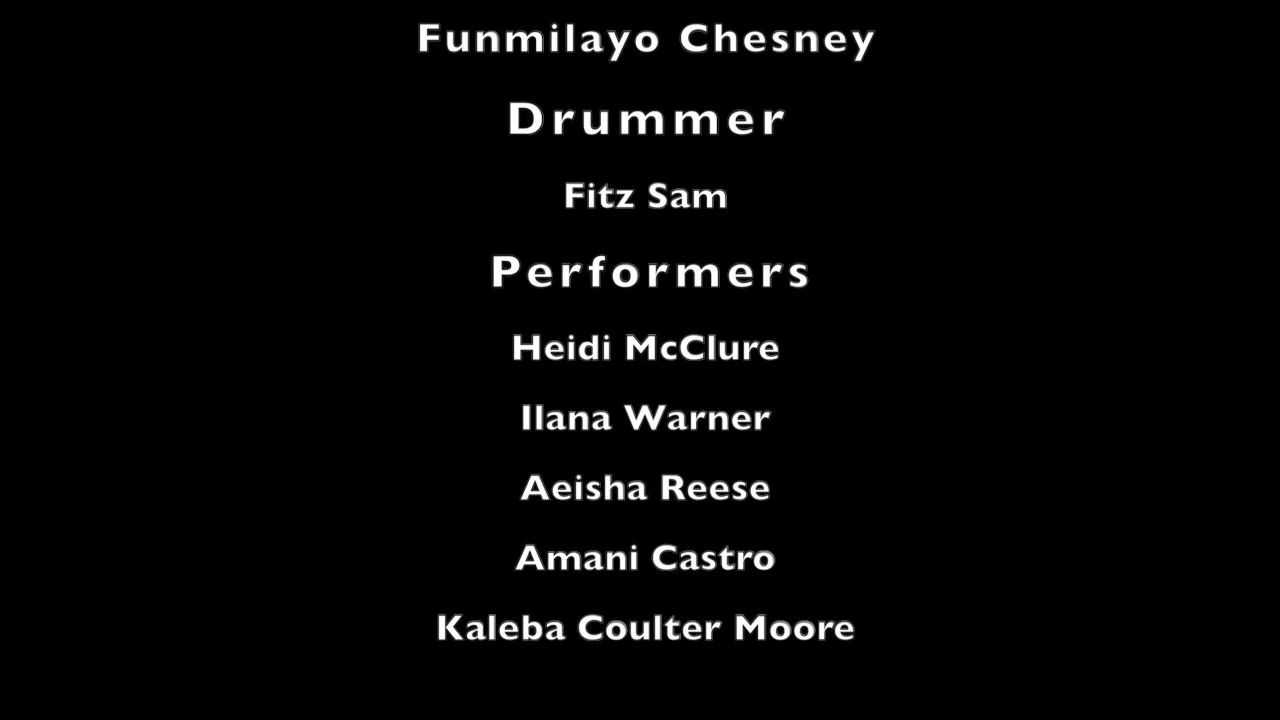 Funmilayo Chesney
Drummer
Fitz Sam
Performers
Heidi McClure
Ilana Warner
Aeisha Reese
Amani Castro
Kaleba Coulter Moore